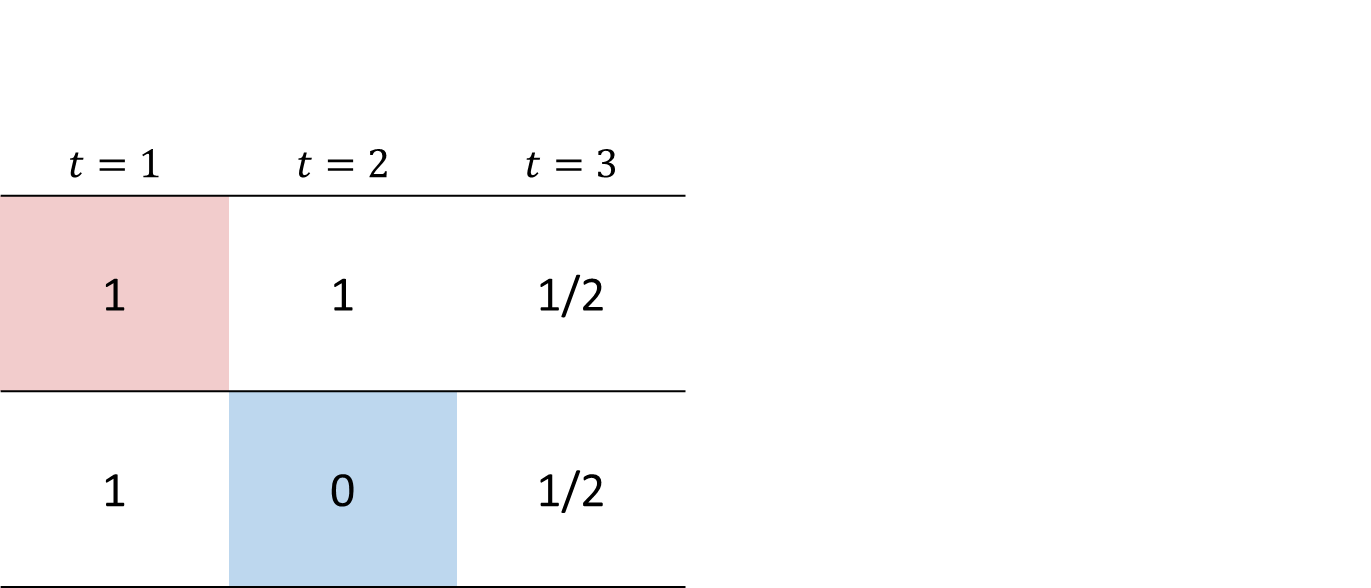 t = 1 t = 2 t = 3
1 1 1/2
1 0 1/2